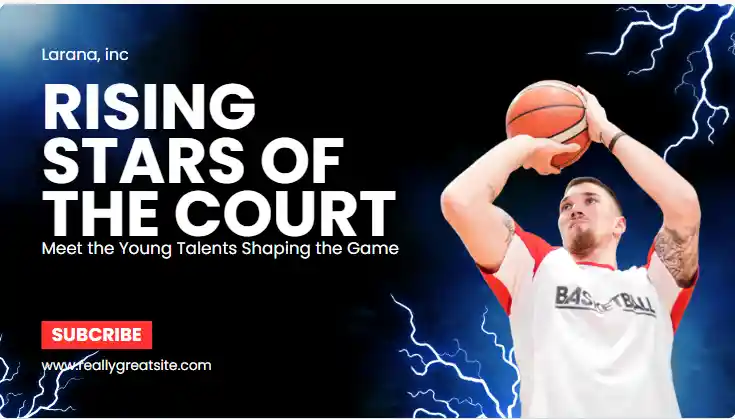 Larana, inc
RISING
STARS OF
THE COURT
Meet the Young Talents Shaping the Game
SUBCRIBE
www.reallygreatsite.com
BASKETBALL